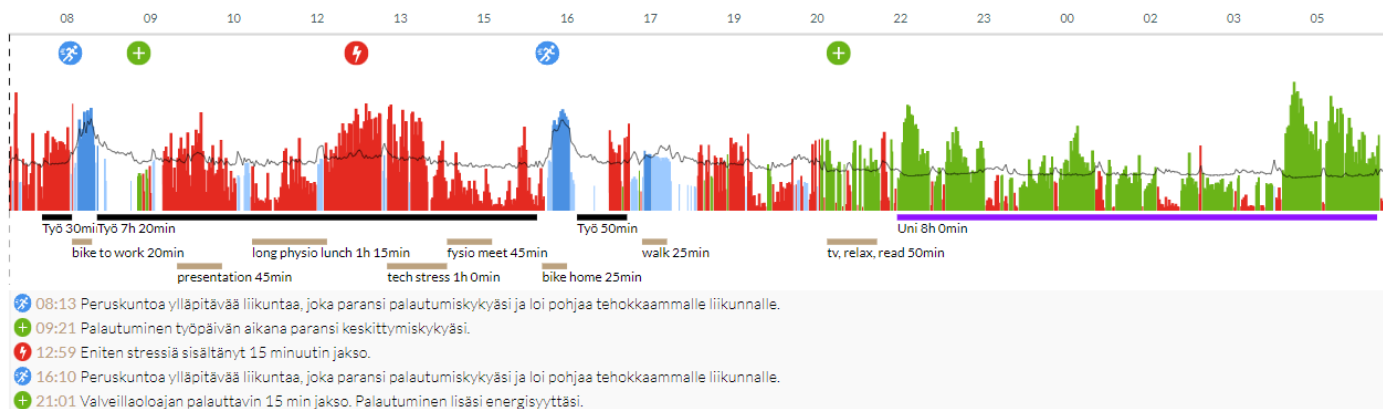 08 09 10 12 13 15 16 17 19 20 22 23 00 02 03 05
Työ 30mi Työ 7h 20min Työ 50min Uni 8h 0min
bike to work 20min long physio lunch 1h 15min fysio meet 45min walk 25min tv, relax, read 50min
presentation 45min tech stress 1h 0min bike home 25min
08:13 Peruskuntoa ylläpitävää liikuntaa, joka paransi palautumiskykyäsi ja loi pohjaa tehokkaammalle liikunnalle.
09:21 Palautuminen työpäivän aikana paransi keskittymiskykyäsi.
12:59 Eniten stressiä sisältänyt 15 minuutin jakso.
16:10 Peruskuntoa ylläpitävää liikuntaa, joka paransi palautumiskykyäsi ja loi pohjaa tehokkaammalle liikunnalle.
21:01 Valveillaoloajan palauttavin 15 min jakso. Palautuminen lisäsi energisyyttäsi.